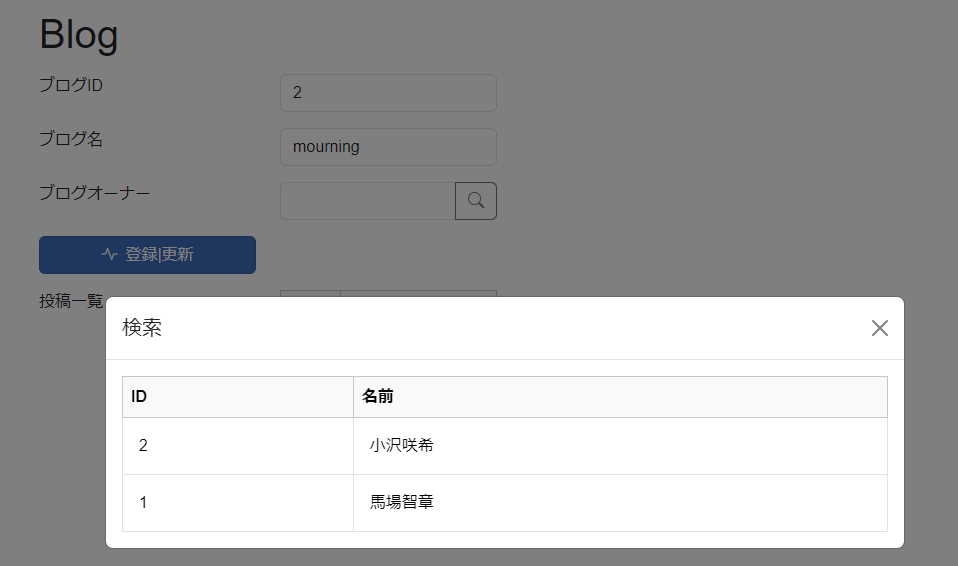 Blog
ブログID
2
ブログ名
mourning
ブログオーナー
登録|更新
投稿一覧
検索
ID 名前
2 小沢咲希
1 馬場智章